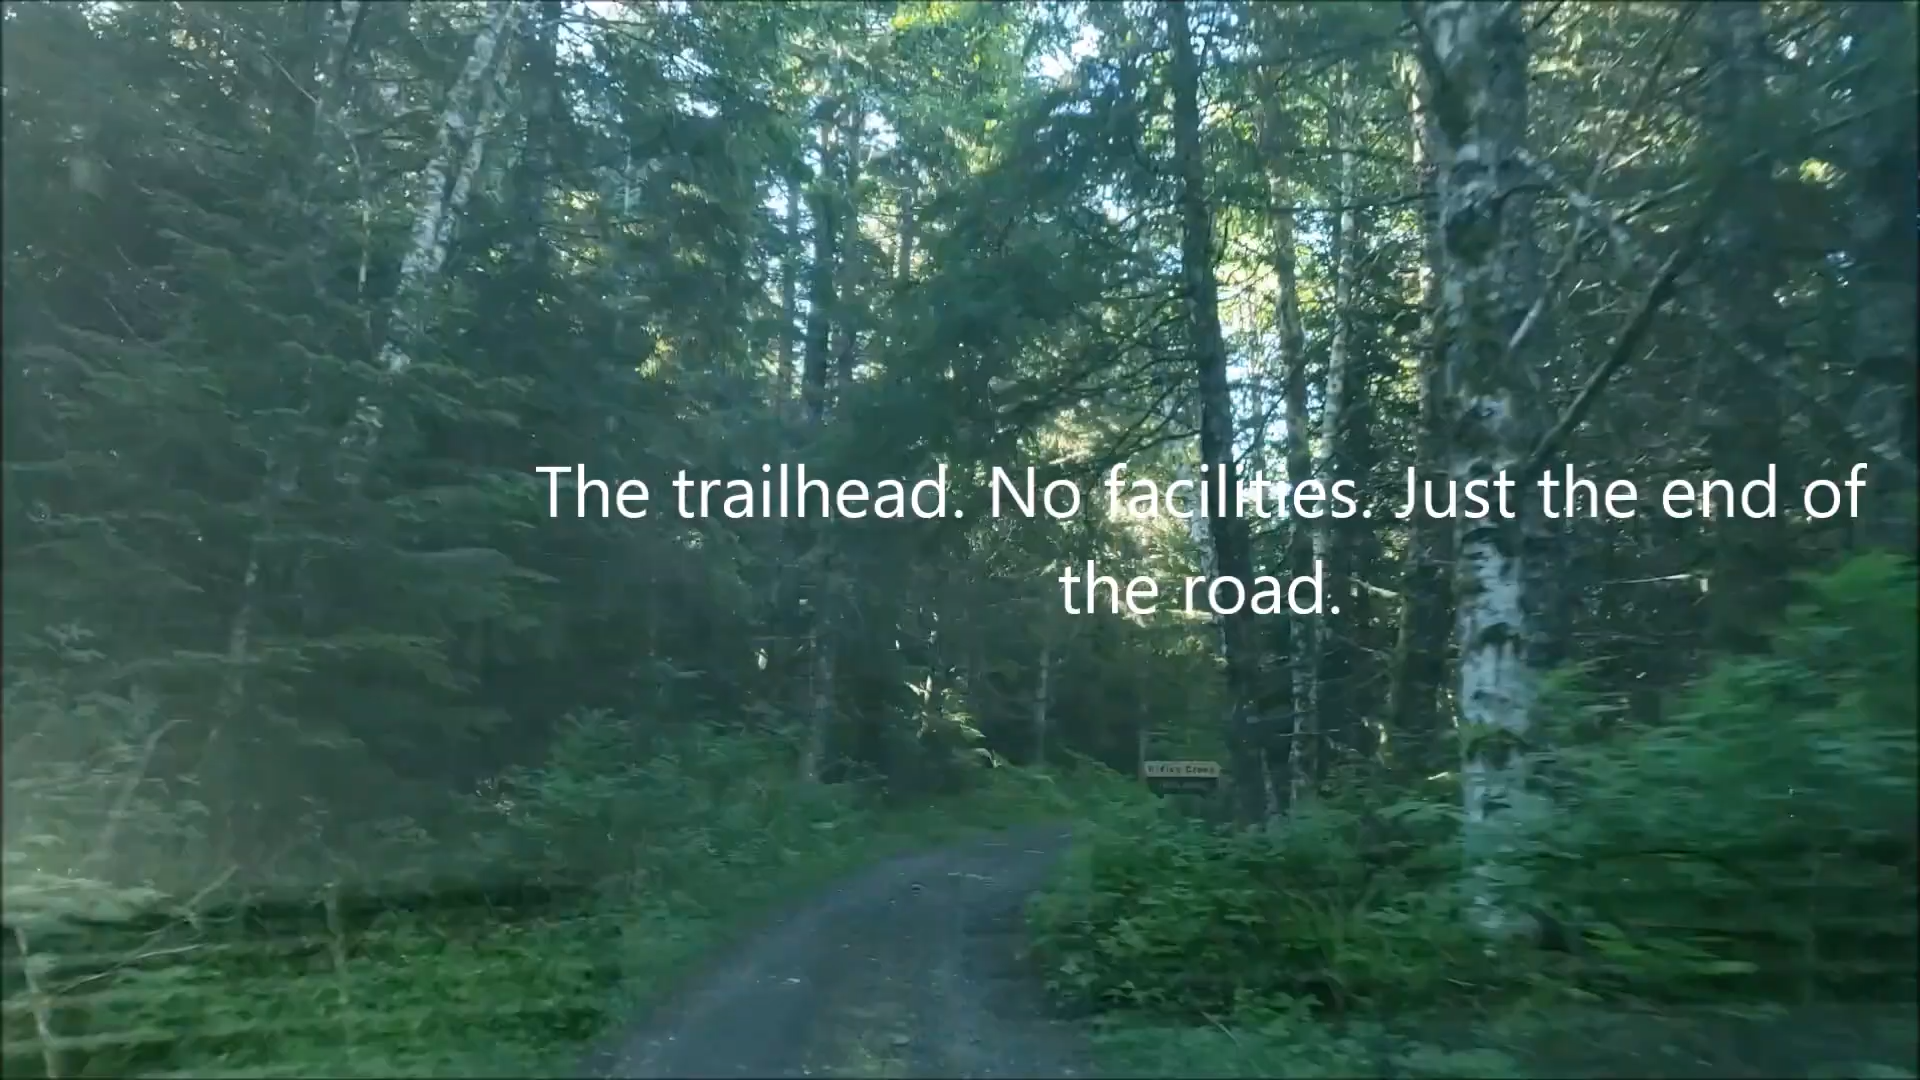 The trailhead. No facilities. Just the end of
the road.